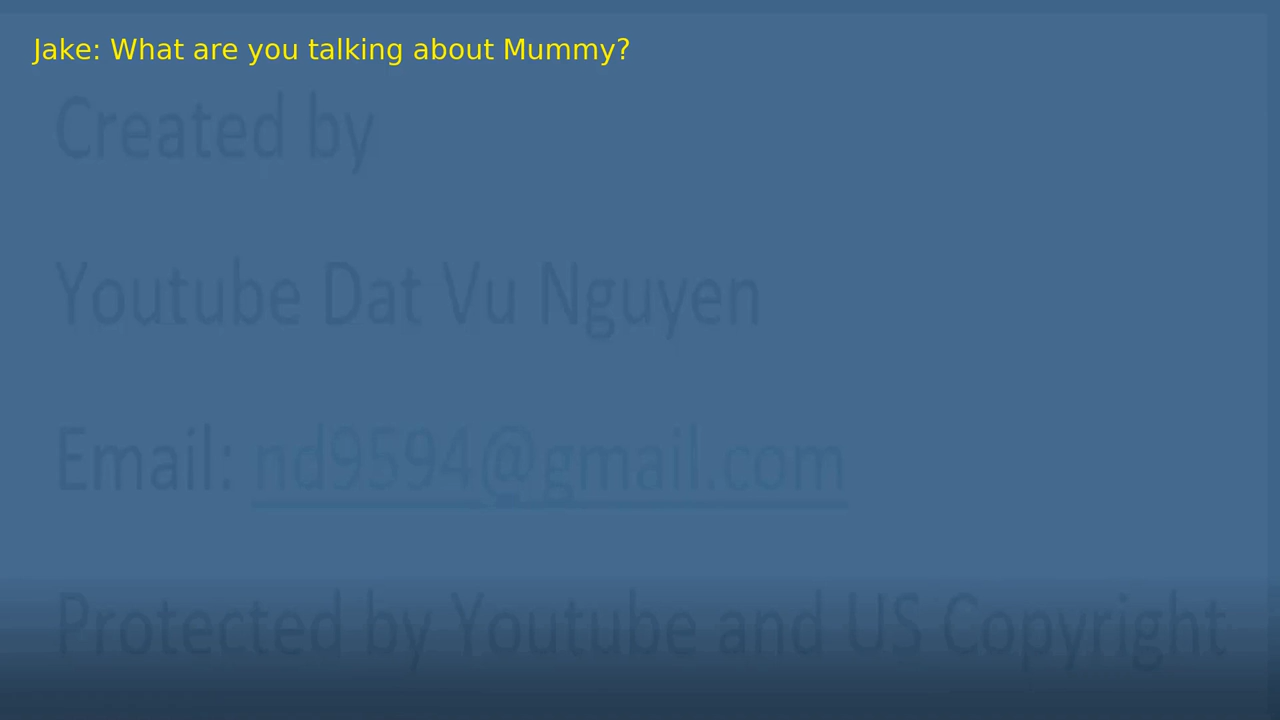 Jake: What are you talking about Mummy?
Created by
Youtube Dat Vu Nguyen
Email: nd9594@gmail.com
Protected by Youtube and US Copyright